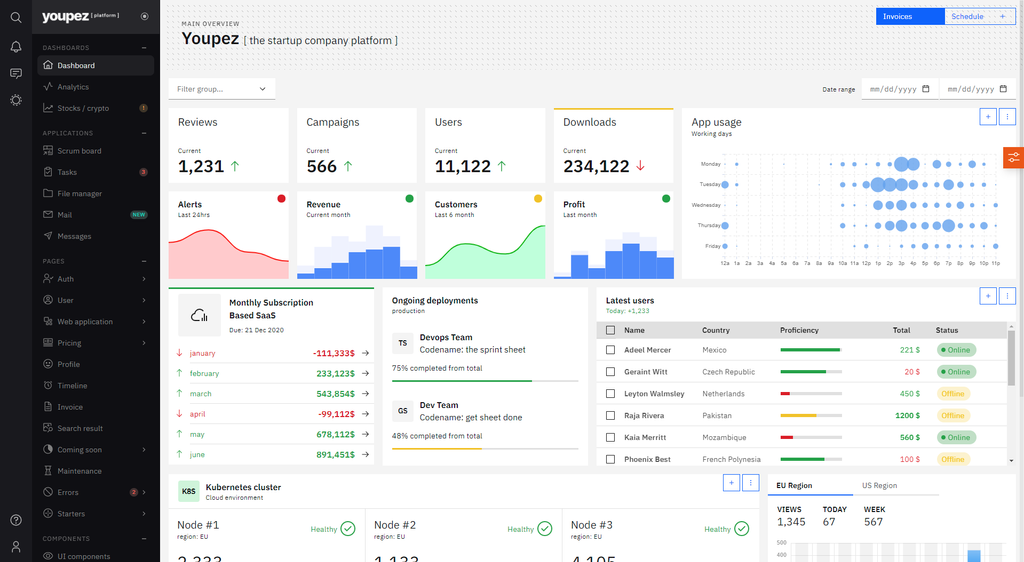 youpez [ platform ]
DASHBOARDS
Dashboard
Analytics
Stocks / crypto 1
APPLICATIONS
Scrum board
Tasks 3
File manager
Mail NEW
Messages
PAGES
Auth
User
Web application
Pricing
Profile
Timeline
Invoice
Search result
Coming soon
Maintenance
Errors 2
Starters
COMPONENTS
UI components
MAIN OVERVIEW
Youpez [ the startup company platform ]
Invoices
Schedule +
Filter group...
Date range mm/dd/yyyy mm/dd/yyyy
Reviews
Current
1,231
Campaigns
Current
566
Users
Current
11,122
Downloads
Current
234,122
App usage
Working days
Monday
Tuesday
Wednesday
Thursday
Friday
12a 1a 2a 3a 4a 5a 6a 7a 8a 9a 10a 11a 12p 1p 2p 3p 4p 5p 6p 7p 8p 9p 10p 11p
Alerts
Last 24hrs
Revenue
Current month
Customers
Last 6 month
Profit
Last month
Monthly Subscription
Based SaaS
Due: 21 Dec 2020
january -111,333$
february 233,123$
march 543,854$
april -99,112$
may 678,112$
june 891,451$
Ongoing deployments
production
TS
Devops Team
Codename: the sprint sheet
75% completed from total
GS
Dev Team
Codename: get sheet done
48% completed from total
Latest users
Today: +1,233
Name Country Proficiency Total Status
Adeel Mercer Mexico 221 $ Online
Geraint Witt Czech Republic 20 $ Online
Leyton Walmsley Netherlands 450 $ Offline
Raja Rivera Pakistan 1200 $ Offline
Kaia Merritt Mozambique 560 $ Online
Phoenix Best French Polynesia 100 $ Offline
K8S
Kubernetes cluster
Cloud environment
Node #1
region: EU
Healthy
Node #2
region: EU
Healthy
Node #3
region: EU
Healthy
EU Region US Region
VIEWS TODAY WEEK
1,345 67 567
500
400